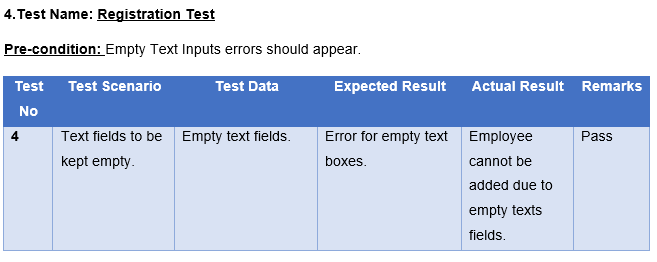 4.Test Name: Registration Test
Pre-condition: Empty Text Inputs errors should appear.
Test No
Test Scenario
Test Data
Expected Result
Actual Result
Remarks
4
Text fields to be
kept empty.
Empty text fields.
Error for empty text
boxes.
Employee
cannot be
added due to
empty texts
fields.
Pass